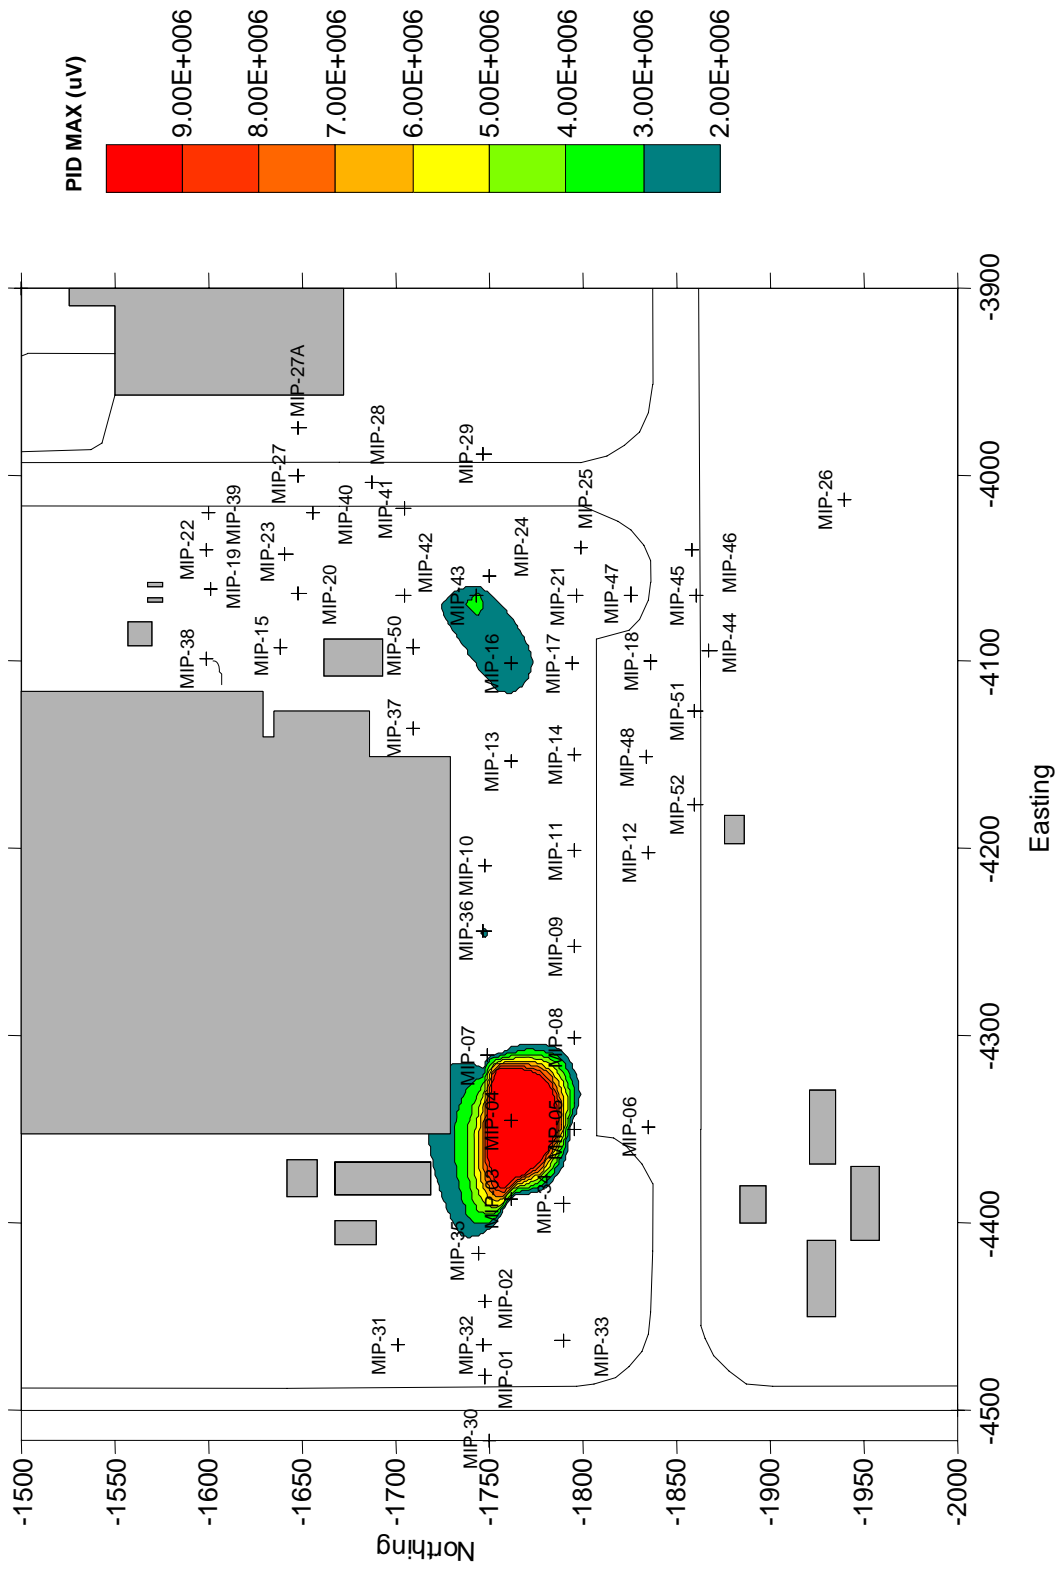 PID MAX (uV)
9.00E+006
8.00E+006
7.00E+006
6.00E+006
5.00E+006
4.00E+006
3.00E+006
2.00E+006
Northing
-1500
-1550
-1600
-1650
-1700
-1750
-1800
-1850
-1900
-1950
-2000
Easting
-4500
-4400
-4300
-4200
-4100
-4000
-3900
MIP-30
MIP-01
MIP-32
MIP-31
MIP-33
MIP-02
MIP-35
MIP-03
MIP-34
MIP-04
MIP-05
MIP-06
MIP-07
MIP-08
MIP-36
MIP-09
MIP-10
MIP-11
MIP-12
MIP-52
MIP-13
MIP-14
MIP-48
MIP-51
MIP-37
MIP-38
MIP-15
MIP-50
MIP-16
MIP-17
MIP-18
MIP-44
MIP-19
MIP-20
MIP-42
MIP-43
MIP-21
MIP-47
MIP-45
MIP-46
MIP-22
MIP-23
MIP-24
MIP-25
MIP-39
MIP-40
MIP-41
MIP-27
MIP-28
MIP-27A
MIP-29
MIP-26